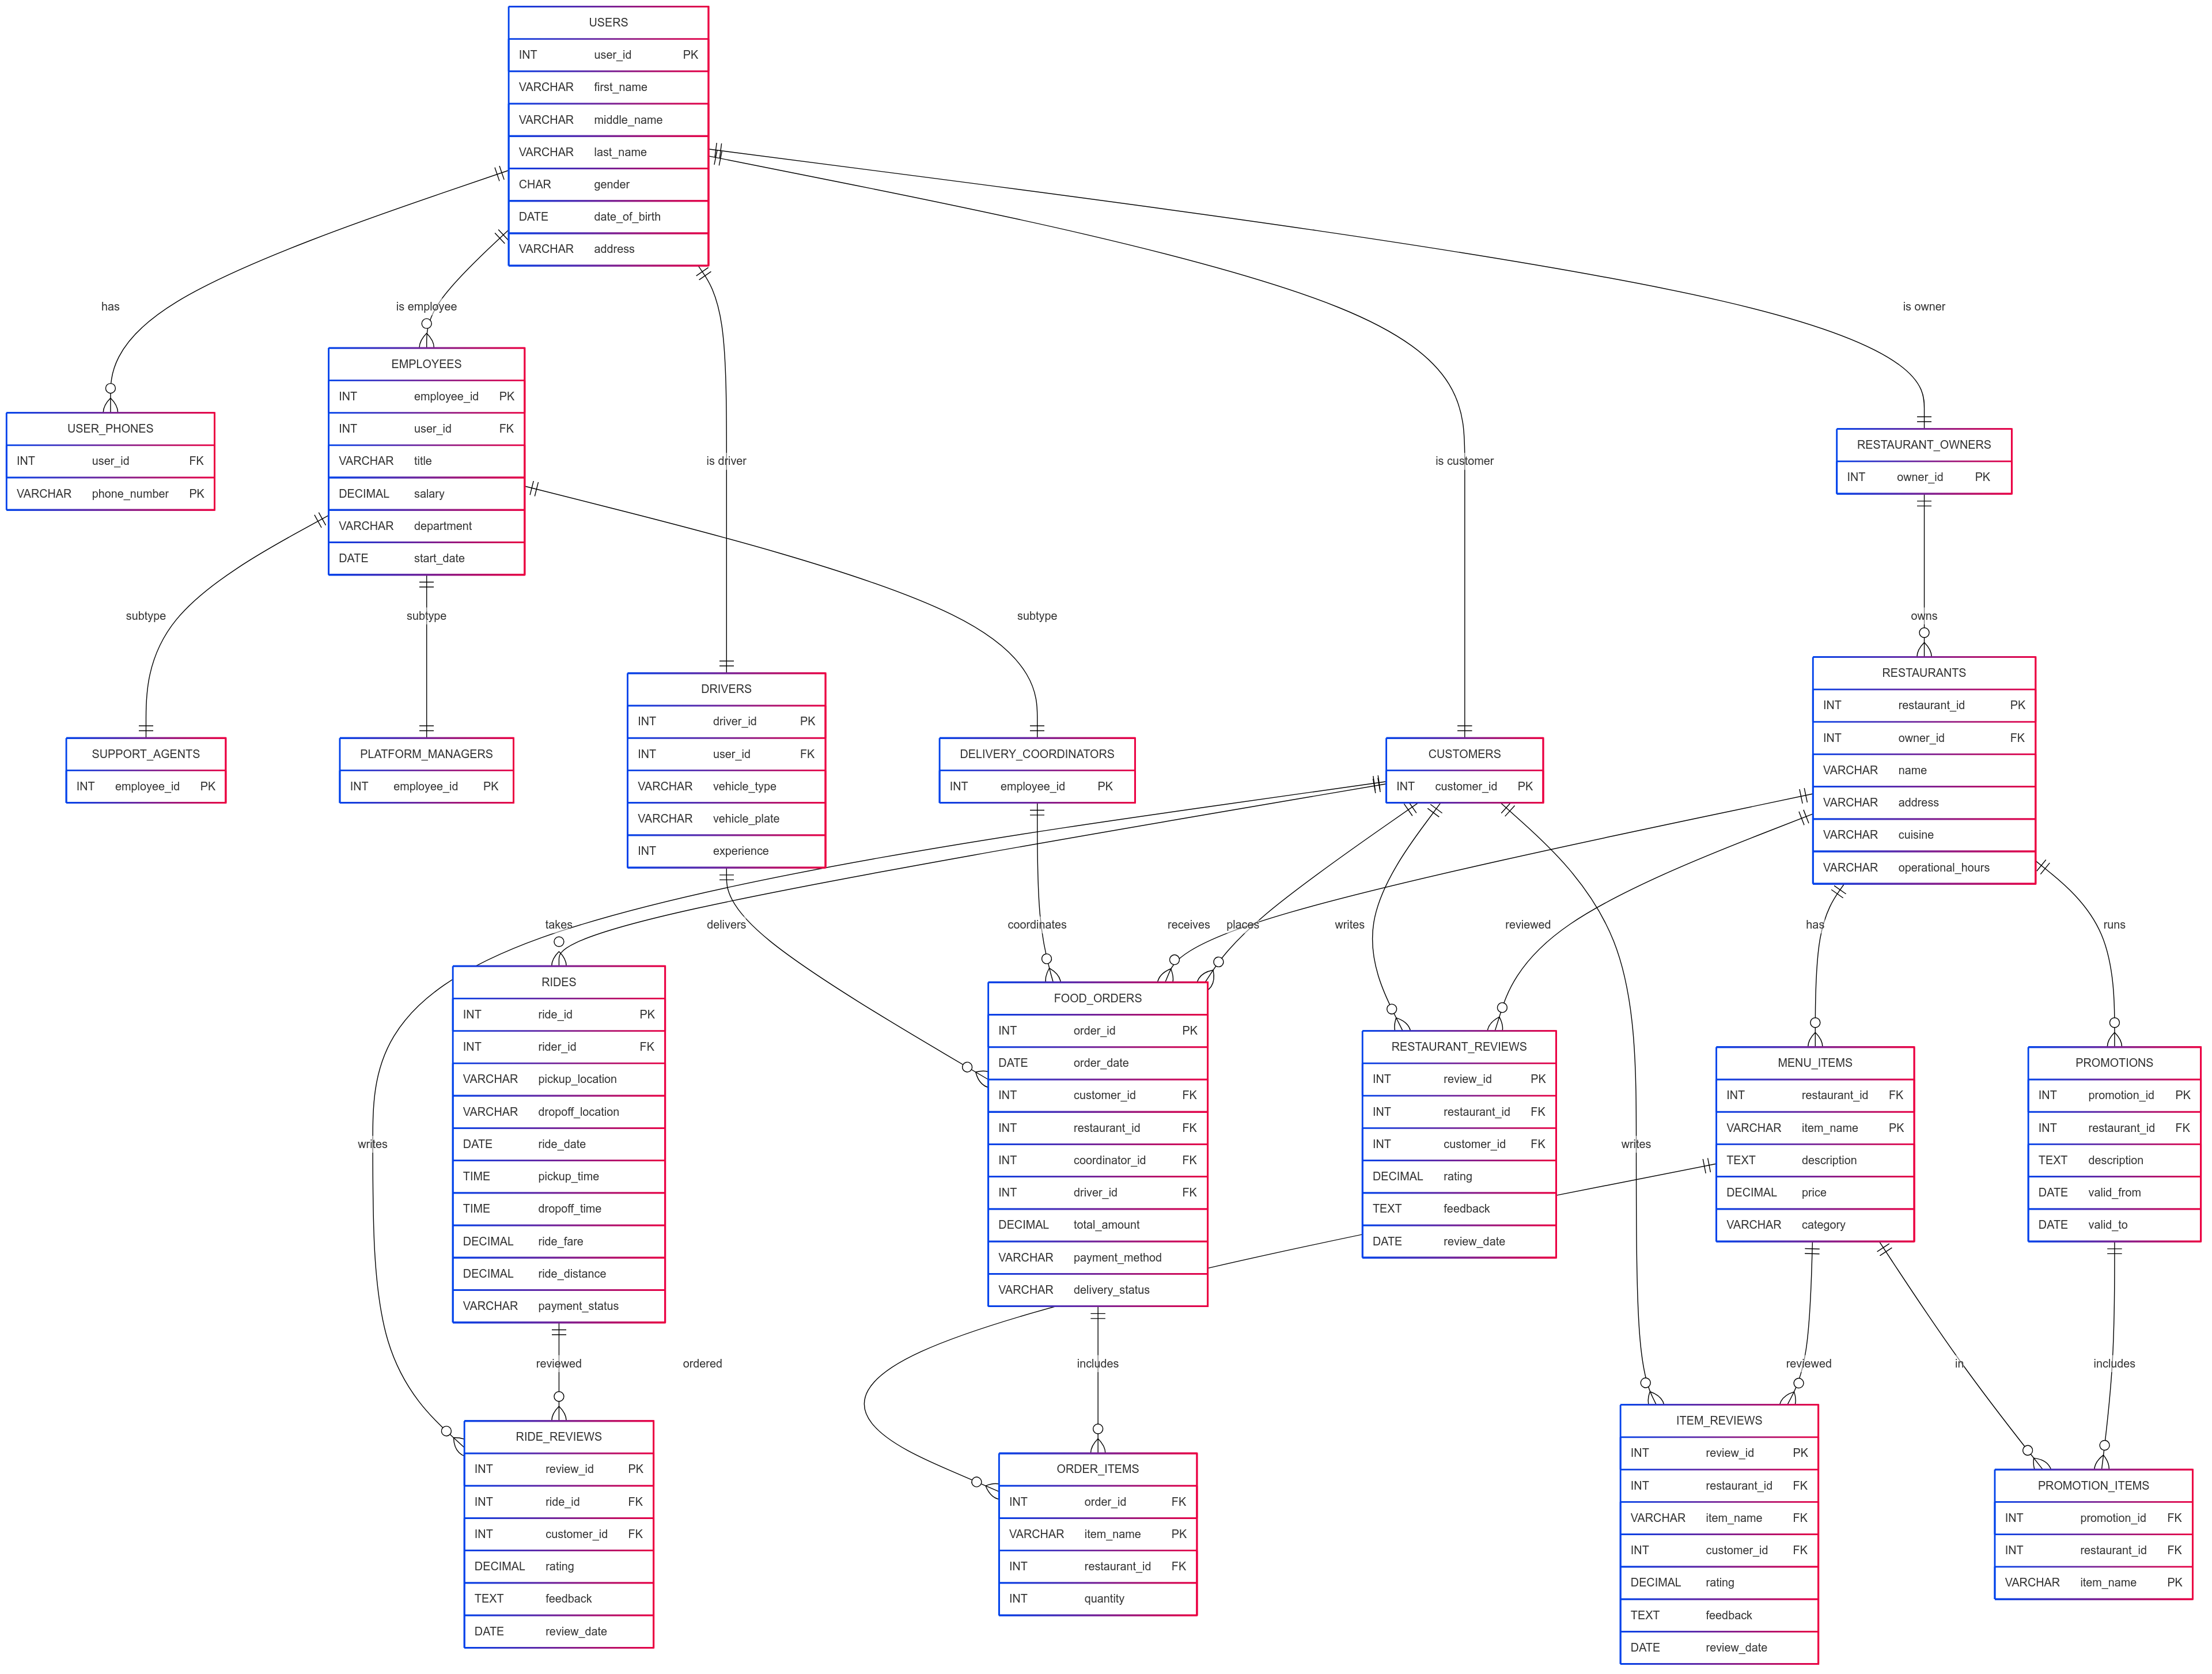 USERS
INT user_id PK
VARCHAR first_name
VARCHAR middle_name
VARCHAR last_name
CHAR gender
DATE date_of_birth
VARCHAR address
has
is employee
is driver
is customer
is owner
USER_PHONES
INT user_id FK
VARCHAR phone_number PK
EMPLOYEES
INT employee_id PK
INT user_id FK
VARCHAR title
DECIMAL salary
VARCHAR department
DATE start_date
RESTAURANT_OWNERS
INT owner_id PK
subtype
subtype
subtype
owns
SUPPORT_AGENTS
INT employee_id PK
PLATFORM_MANAGERS
INT employee_id PK
DRIVERS
INT driver_id PK
INT user_id FK
VARCHAR vehicle_type
VARCHAR vehicle_plate
INT experience
DELIVERY_COORDINATORS
INT employee_id PK
CUSTOMERS
INT customer_id PK
RESTAURANTS
INT restaurant_id PK
INT owner_id FK
VARCHAR name
VARCHAR address
VARCHAR cuisine
VARCHAR operational_hours
takes
delivers
coordinates
receives
places
writes
reviewed
has
runs
RIDES
INT ride_id PK
INT rider_id FK
VARCHAR pickup_location
VARCHAR dropoff_location
DATE ride_date
TIME pickup_time
TIME dropoff_time
DECIMAL ride_fare
DECIMAL ride_distance
VARCHAR payment_status
FOOD_ORDERS
INT order_id PK
DATE order_date
INT customer_id FK
INT restaurant_id FK
INT coordinator_id FK
INT driver_id FK
DECIMAL total_amount
VARCHAR payment_method
VARCHAR delivery_status
RESTAURANT_REVIEWS
INT review_id PK
INT restaurant_id FK
INT customer_id FK
DECIMAL rating
TEXT feedback
DATE review_date
MENU_ITEMS
INT restaurant_id FK
VARCHAR item_name PK
TEXT description
DECIMAL price
VARCHAR category
PROMOTIONS
INT promotion_id PK
INT restaurant_id FK
TEXT description
DATE valid_from
DATE valid_to
writes
writes
reviewed
ordered
includes
reviewed
in
includes
RIDE_REVIEWS
INT review_id PK
INT ride_id FK
INT customer_id FK
DECIMAL rating
TEXT feedback
DATE review_date
ORDER_ITEMS
INT order_id FK
VARCHAR item_name PK
INT restaurant_id FK
INT quantity
ITEM_REVIEWS
INT review_id PK
INT restaurant_id FK
VARCHAR item_name FK
INT customer_id FK
DECIMAL rating
TEXT feedback
DATE review_date
PROMOTION_ITEMS
INT promotion_id FK
INT restaurant_id FK
VARCHAR item_name PK